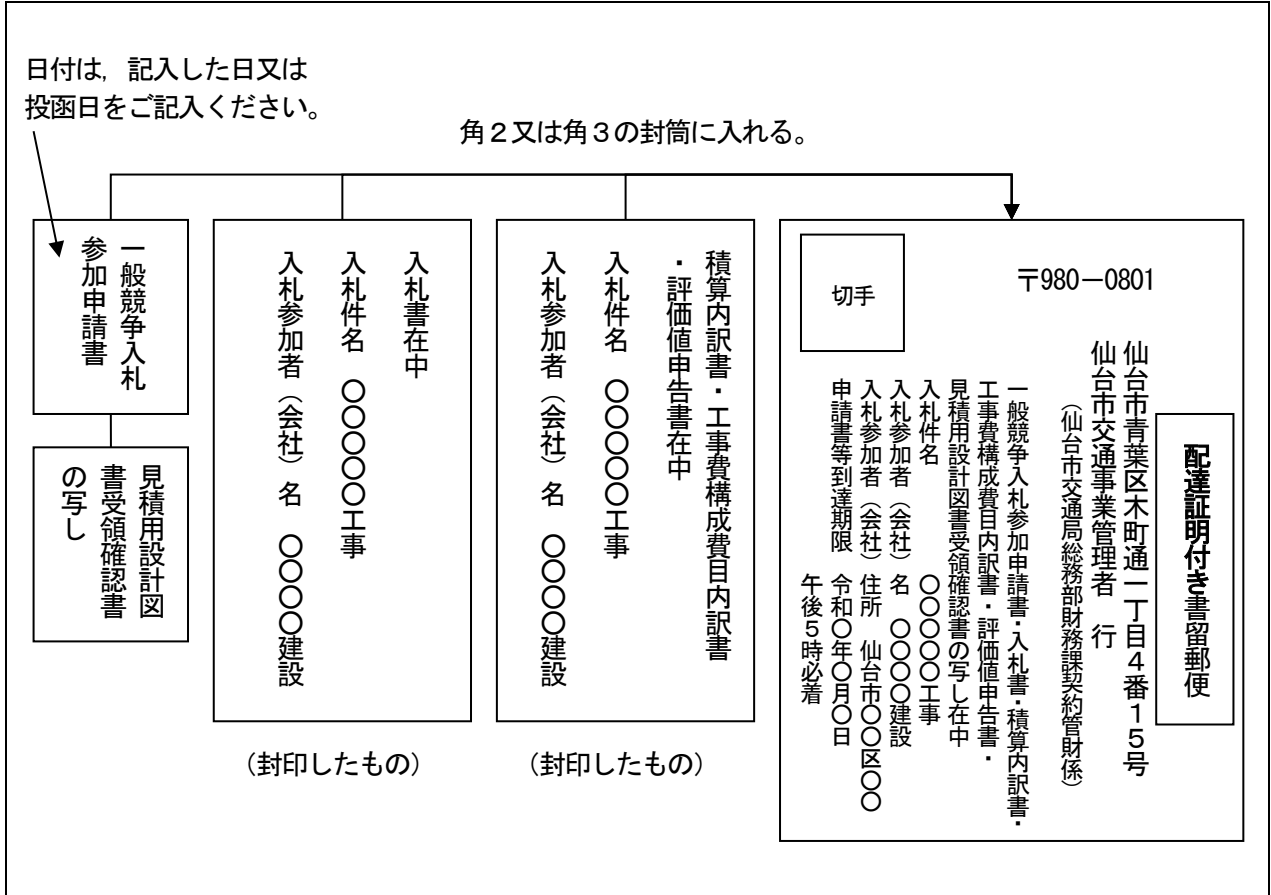 日付は，記入した日又は
投函日をご記入ください。
角２又は角３の封筒に入れる。
一般競争入札
参加申請書
見積用設計図
書受領確認書
の写し
入札書在中
入札件名　〇〇〇〇〇工事
入札参加者（会社）名　〇〇〇〇建設
（封印したもの）
積算内訳書・工事費構成費目内訳書
・評価値申告書在中
入札件名　〇〇〇〇〇工事
入札参加者（会社）名　〇〇〇〇建設
（封印したもの）
切手
〒980－0801
配達証明付き書留郵便
仙台市青葉区木町通一丁目４番１５号
仙台市交通事業管理者　行
（仙台市交通局総務部財務課契約管財係）
一般競争入札参加申請書・入札書・積算内訳書・
工事費構成費目内訳書・評価値申告書・
見積用設計図書受領確認書の写し在中
入札件名　〇〇〇〇〇工事
入札参加者（会社）名　〇〇〇〇建設
入札参加者（会社）住所　仙台市〇〇区〇〇
申請書等到達期限　令和〇年〇月〇日
午後５時必着